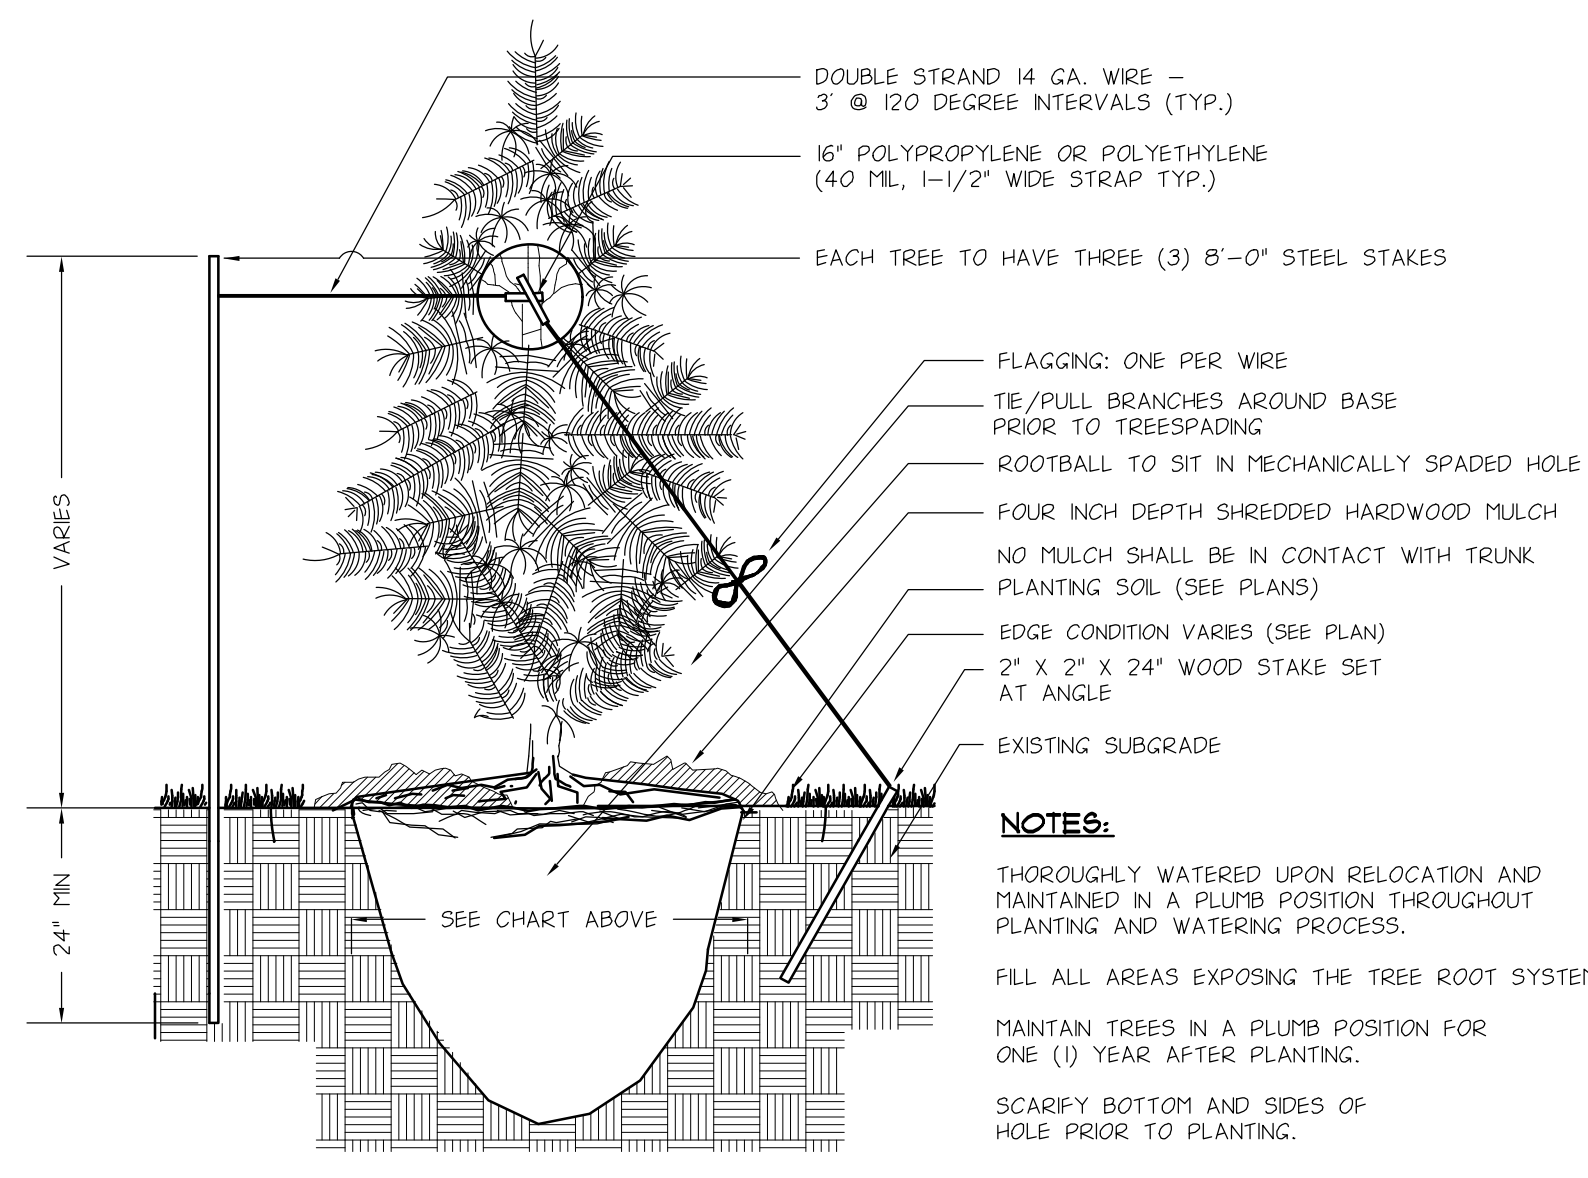 DOUBLE STRAND 14 GA. WIRE –
3' @ 120 DEGREE INTERVALS (TYP.)
16" POLYPROPYLENE OR POLYETHYLENE
(40 MIL, 1-1/2" WIDE STRAP TYP.)
EACH TREE TO HAVE THREE (3) 8'-0" STEEL STAKES
FLAGGING: ONE PER WIRE
TIE/PULL BRANCHES AROUND BASE
PRIOR TO TREESPADING
ROOTBALL TO SIT IN MECHANICALLY SPADED HOLE
FOUR INCH DEPTH SHREDDED HARDWOOD MULCH
NO MULCH SHALL BE IN CONTACT WITH TRUNK
PLANTING SOIL (SEE PLANS)
EDGE CONDITION VARIES (SEE PLAN)
2" X 2" X 24" WOOD STAKE SET
AT ANGLE
EXISTING SUBGRADE
VARIES
24" MIN
SEE CHART ABOVE
NOTES:
THOROUGHLY WATERED UPON RELOCATION AND
MAINTAINED IN A PLUMB POSITION THROUGHOUT
PLANTING AND WATERING PROCESS.
FILL ALL AREAS EXPOSING THE TREE ROOT
MAINTAIN TREES IN A PLUMB POSITION FOR
ONE (1) YEAR AFTER PLANTING.
SCARIFY BOTTOM AND SIDES OF
HOLE PRIOR TO PLANTING.